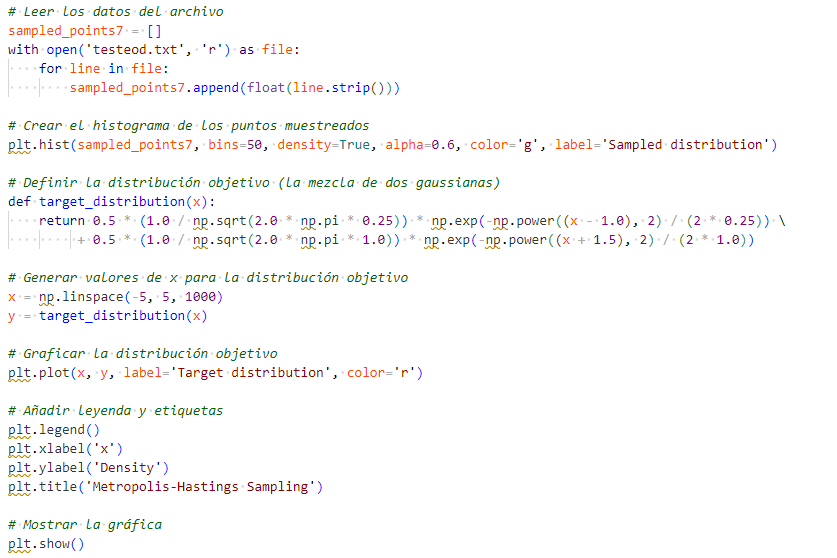 # Leer los datos del archivo
sampled_points7 = []
with open('testeod.txt', 'r') as file:
    for line in file:
        sampled_points7.append(float(line.strip()))
# Crear el histograma de los puntos muestreados
plt.hist(sampled_points7, bins=50, density=True, alpha=0.6, color='g', label='Sampled distribution')
# Definir la distribución objetivo (la mezcla de dos gaussianas)
def target_distribution(x):
    return 0.5 * (1.0 / np.sqrt(2.0 * np.pi * 0.25)) * np.exp(-np.power((x - 1.0), 2) / (2 * 0.25)) \
         + 0.5 * (1.0 / np.sqrt(2.0 * np.pi * 1.0)) * np.exp(-np.power((x + 1.5), 2) / (2 * 1.0))
# Generar valores de x para la distribución objetivo
x = np.linspace(-5, 5, 1000)
y = target_distribution(x)
# Graficar la distribución objetivo
plt.plot(x, y, label='Target distribution', color='r')
# Añadir leyenda y etiquetas
plt.legend()
plt.xlabel('x')
plt.ylabel('Density')
plt.title('Metropolis-Hastings Sampling')
# Mostrar la gráfica
plt.show()